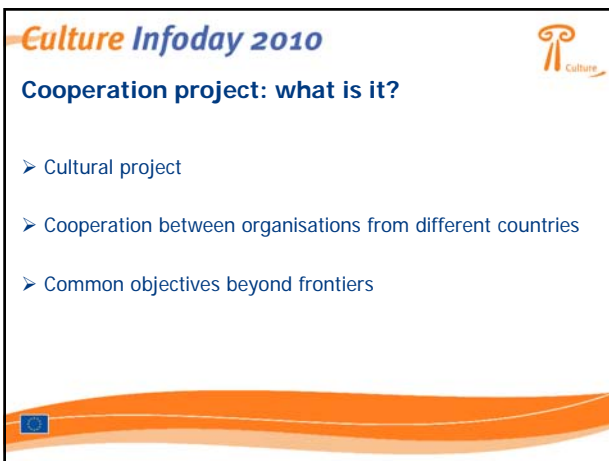 Culture Infoday 2010
Culture
Cooperation project: what is it?
➢ Cultural project
➢ Cooperation between organisations from different countries
➢ Common objectives beyond frontiers